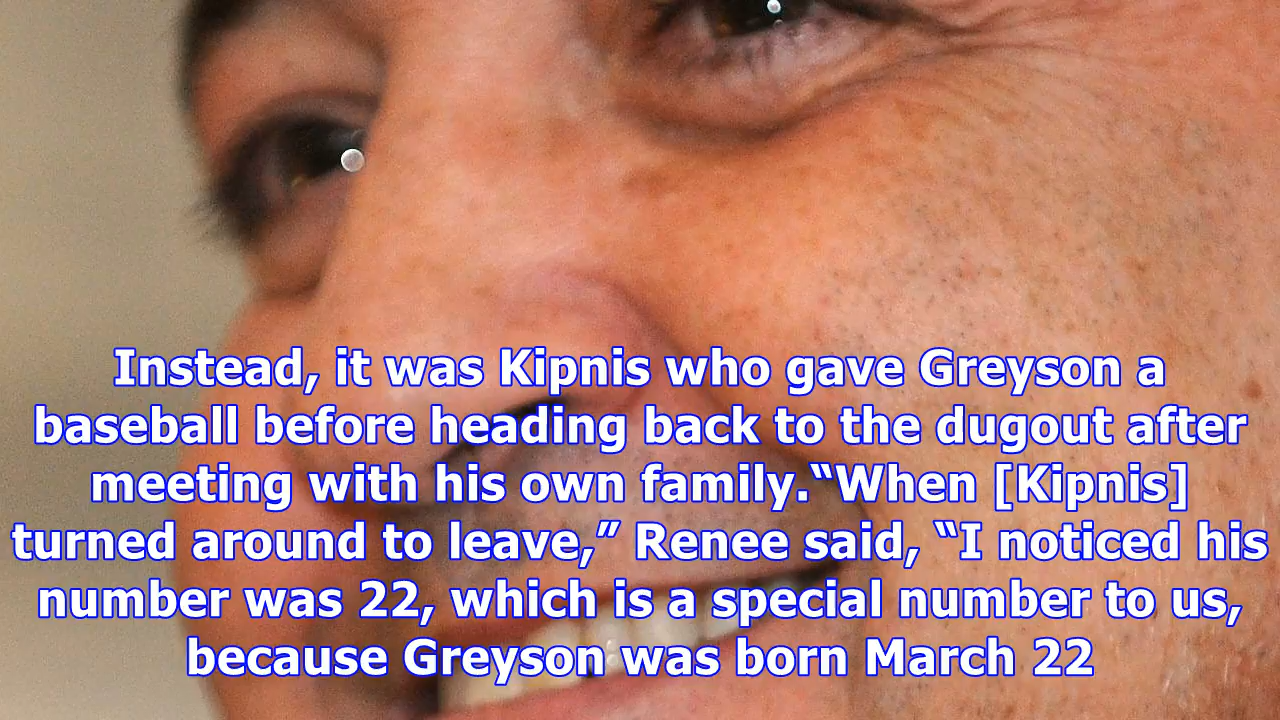 Instead, it was Kipnis who gave Greyson a
baseball before heading back to the dugout after
meeting with his own family.“When [Kipnis]
turned around to leave,” Renee said, “I noticed his
number was 22, which is a special number to us,
because Greyson was born March 22